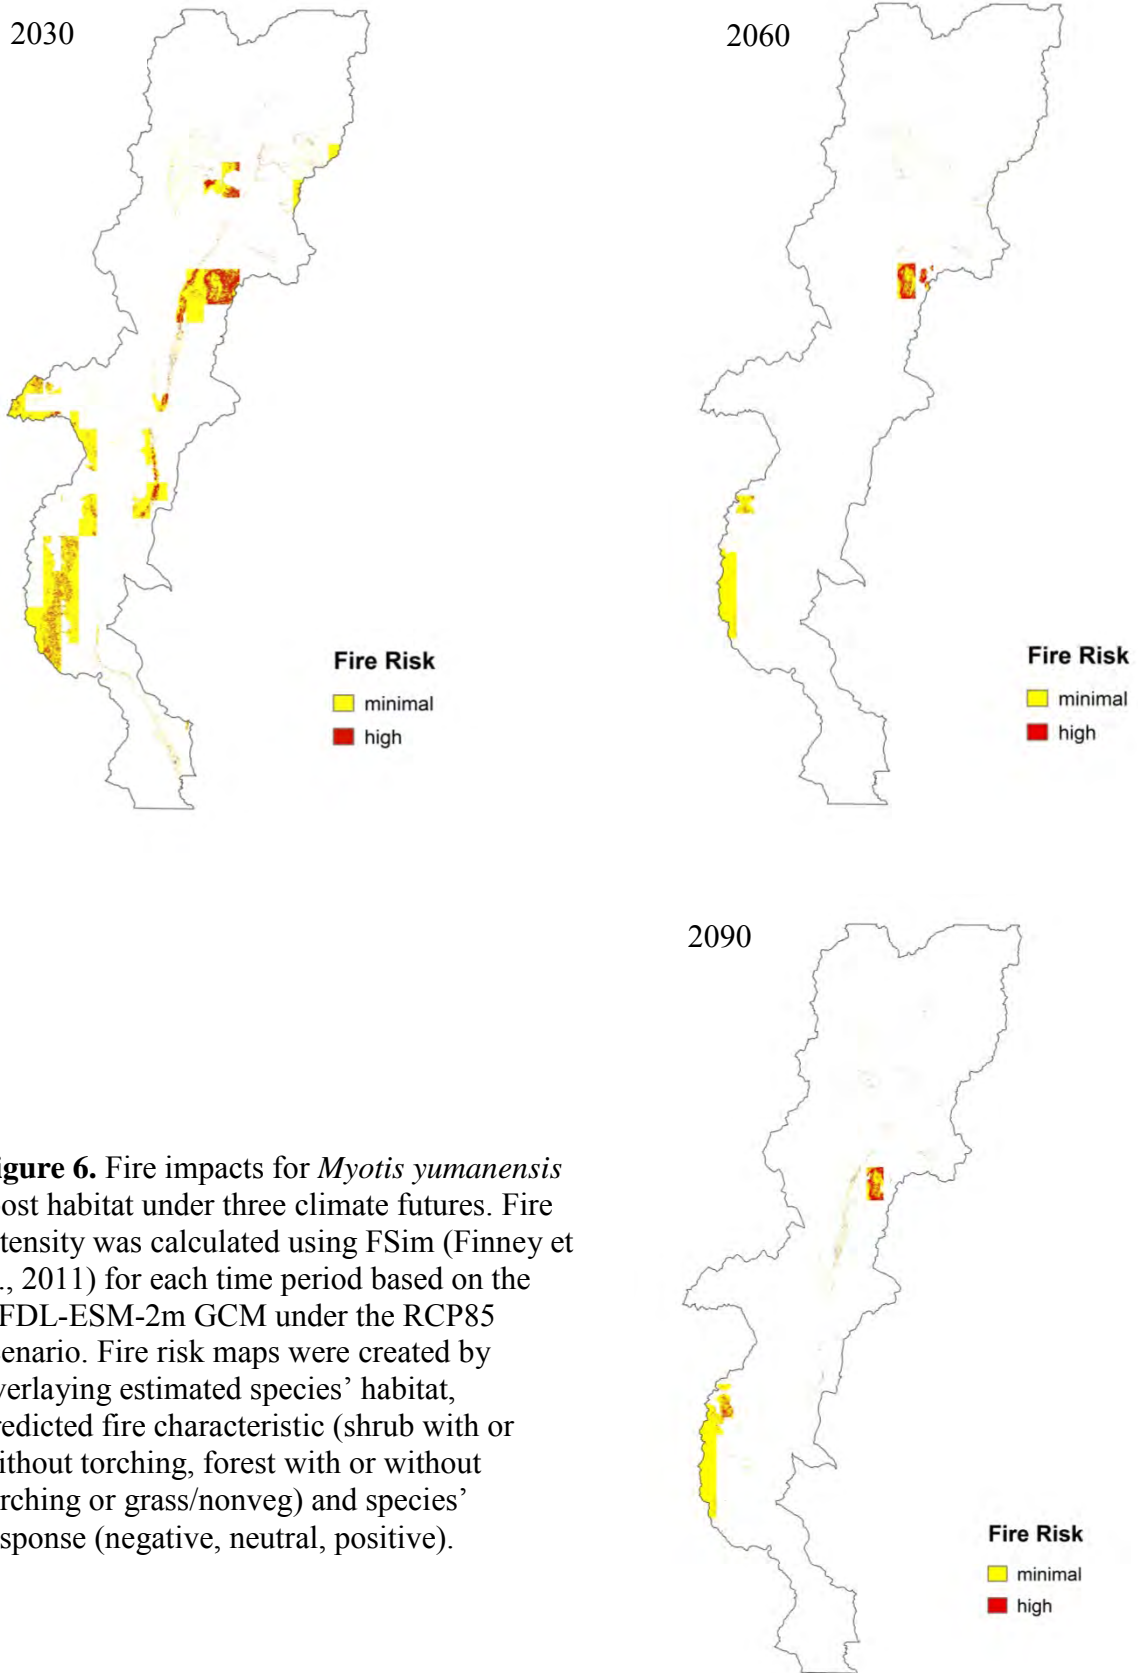 2030
2060
Fire Risk
minimal
high
Fire Risk
minimal
high
2090
igure 6. Fire impacts for Myotis yumanensis
ost habitat under three climate futures. Fire
tensity was calculated using FSim (Finney et
., 2011) for each time period based on the
FDL-ESM-2m GCM under the RCP85
enario. Fire risk maps were created by
verlaying estimated species’ habitat,
redicted fire characteristic (shrub with or
ithout torching, forest with or without
rching or grass/nonveg) and species’
sponse (negative, neutral, positive).
Fire Risk
minimal
high